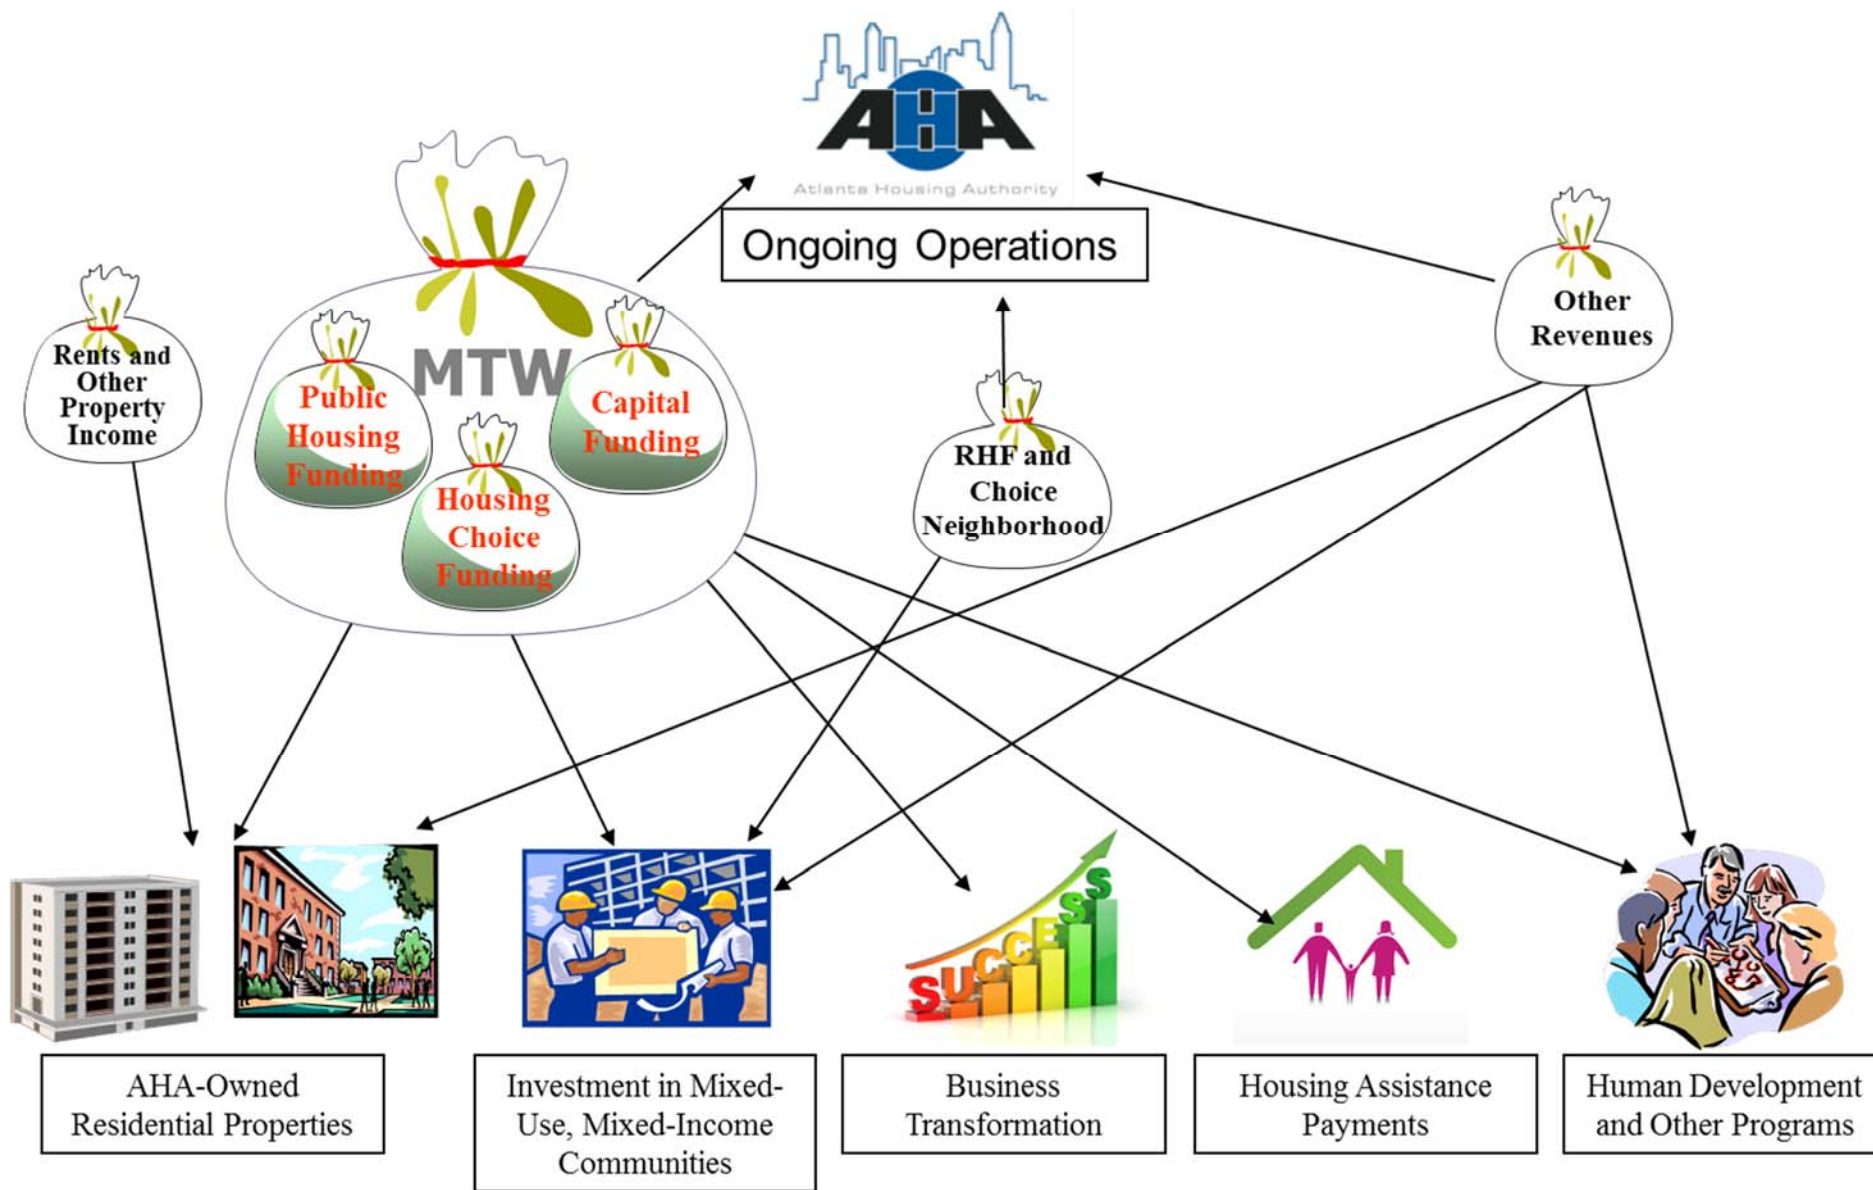 AHA
Atlanta Housing Authority
Ongoing Operations
Rents and
Other
Property
Income
MTW
Public
Housing
Funding
Capital
Funding
Housing
Choice
Funding
RHF and
Choice
Neighborhood
Other
Revenues
SUCCESS
AHA-Owned
Residential Properties
Investment in Mixed-
Use, Mixed-Income
Communities
Business
Transformation
Housing Assistance
Payments
Human Development
and Other Programs